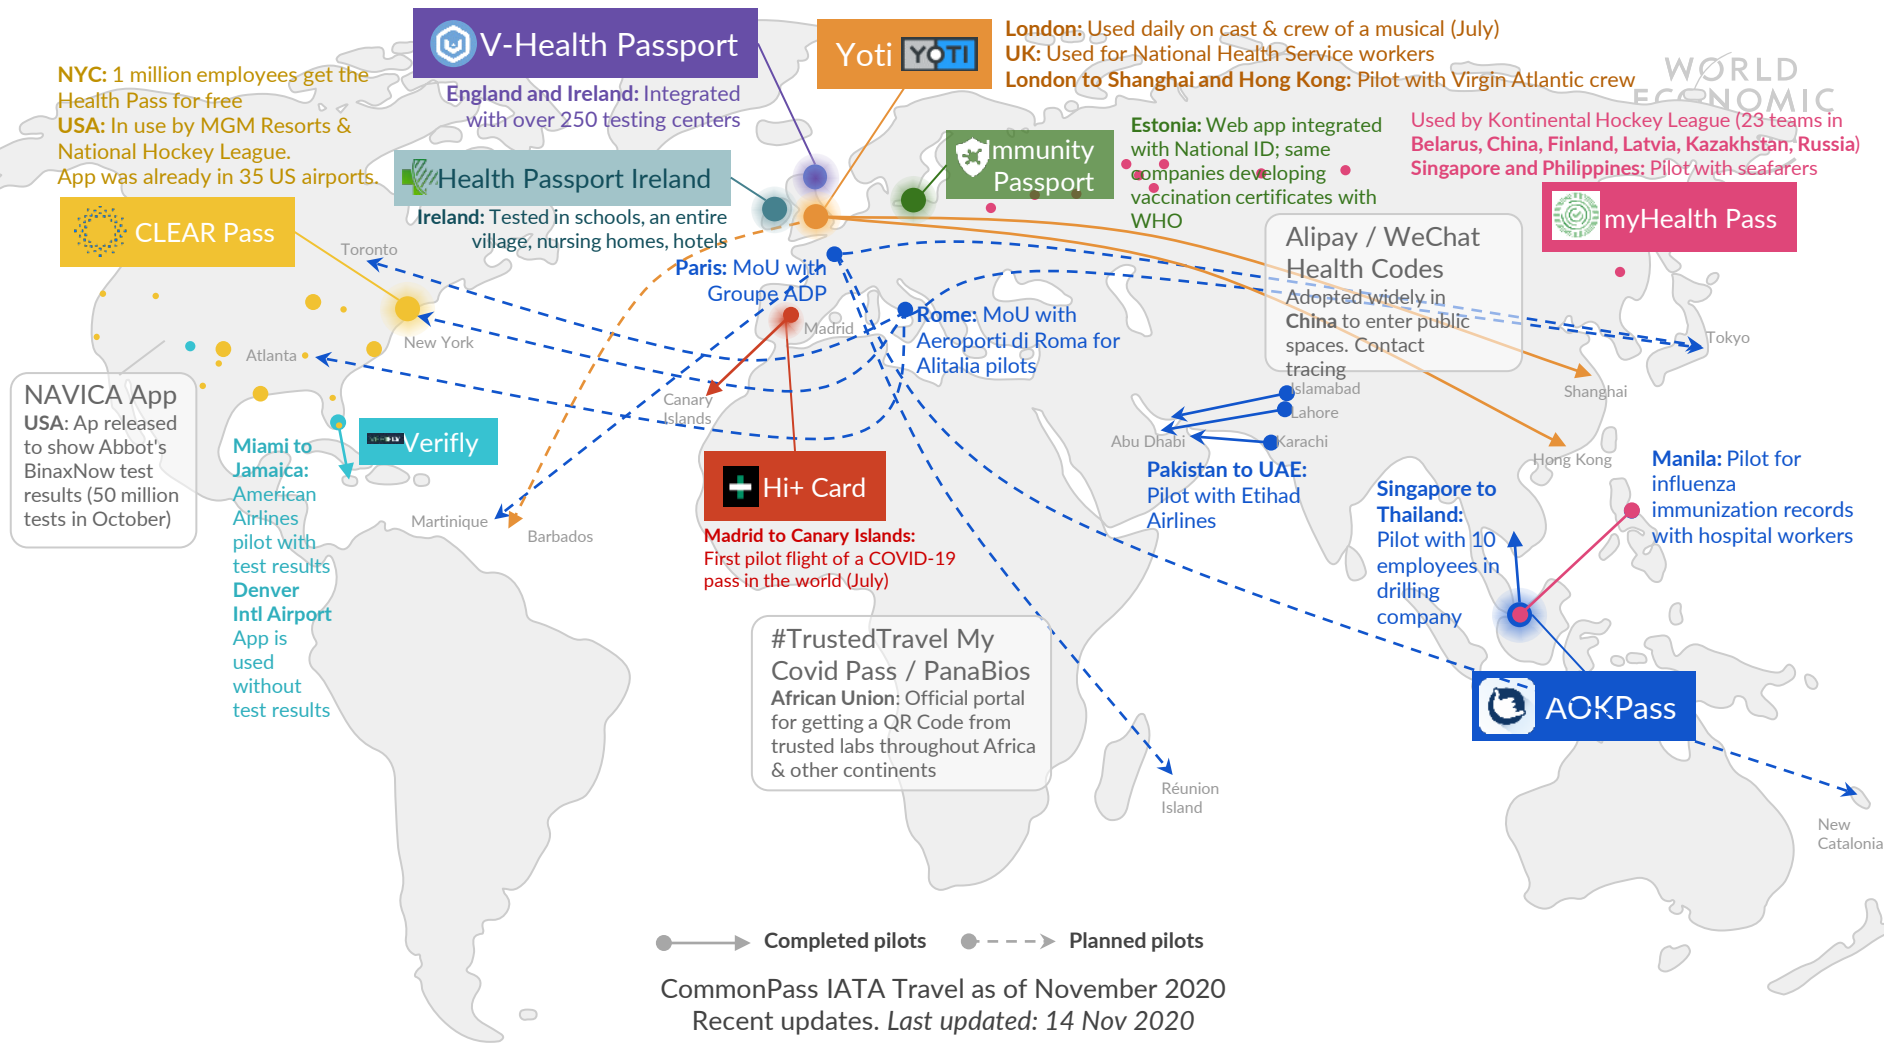 V-Health Passport
England and Ireland: Integrated
with over 250 testing centers
Yoti
YOTI
London: Used daily on cast & crew of a musical (July)
UK: Used for National Health Service workers
London to Shanghai and Hong Kong: Pilot with Virgin Atlantic crew
WORLD
ECONOMIC
NYC: 1 million employees get the
Health Pass for free
USA: In use by MGM Resorts &
National Hockey League.
App was already in 35 US airports.
CLEAR Pass
Health Passport Ireland
Ireland: Tested in schools, an entire
village, nursing homes, hotels
mmunity
Passport
Estonia: Web app integrated
with National ID; same
companies developing
vaccination certificates with
WHO
Used by Kontinental Hockey League (23 teams in
Belarus, China, Finland, Latvia, Kazakhstan, Russia)
Singapore and Philippines: Pilot with seafarers
myHealth Pass
Alipay / WeChat
Health Codes
Adopted widely in
China to enter public
spaces. Contact
tracing
Toronto
New York
Atlanta
Paris: MoU with
Groupe ADP
Madrid
Rome: MoU with
Aeroporti di Roma for
Alitalia pilots
Tokyo
Shanghai
Hong Kong
Canary
Islands
Islamabad
Lahore
Karachi
Abu Dhabi
Pakistan to UAE:
Pilot with Etihad
Airlines
NAVICA App
USA: Ap released
to show Abbot's
BinaxNow test
results (50 million
tests in October)
Verifly
Miami to
Jamaica:
American
Airlines
pilot with
test results
Denver
Intl Airport
App is
used
without
test results
Martinique
Barbados
Hi+ Card
Madrid to Canary Islands:
First pilot flight of a COVID-19
pass in the world (July)
Singapore to
Thailand:
Pilot with 10
employees in
drilling
company
Manila: Pilot for
influenza
immunization records
with hospital workers
#TrustedTravel My
Covid Pass / PanaBios
African Union: Official portal
for getting a QR Code from
trusted labs throughout Africa
& other continents
AOKPass
Réunion
Island
New
Catalonia
Completed pilots
Planned pilots
CommonPass IATA Travel as of November 2020
Recent updates. Last updated: 14 Nov 2020